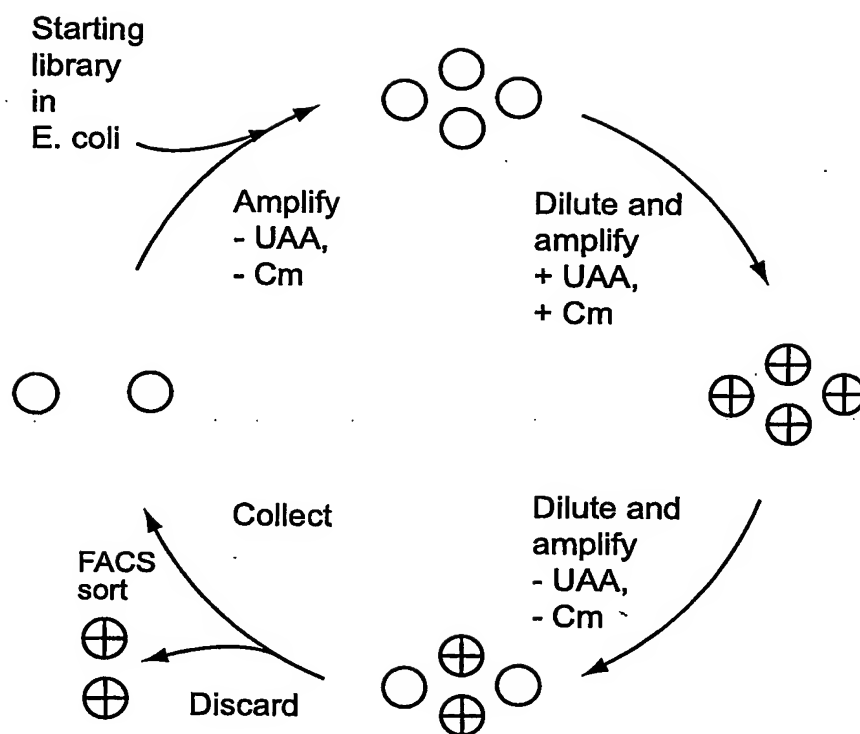 Starting
library
in
E. coli
Amplify
- UAA,
- Cm
Dilute and
amplify
+ UAA,
+ Cm
Dilute and
amplify
- UAA,
- Cm
Collect
FACS
sort
Discard